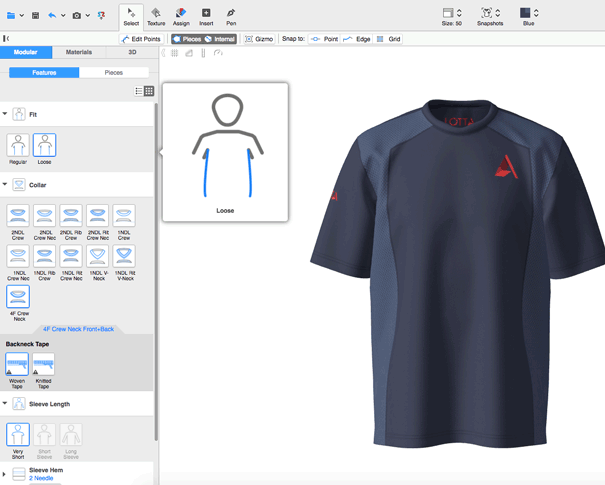 Select
Texture
Assign
Insert
Pen
Size: 50
Snapshots
Blue
Edit Points
Pieces
Internal
Gizmo
Snap to:
Point
Edge
Grid
Modular
Materials
3D
Features
Pieces
Fit
Regular
Loose
Loose
Collar
2NDL Crew
2NDL Crew Nec
2NDL Rib Crew
2NDL Rit Crew Nec
1NDL Crew
1NDL Crew Nec
1NDL Rib Crew
1NDL Rit Crew Nec
1NDL V-Neck
1NDL Rit V-Neck
4F Crew Neck
4F Crew Neck Front+Back
Backneck Tape
Woven Tape
Knitted Tape
Sleeve Length
Very Short
Short Sleeve
Long Sleeve
Sleeve Hem
2 Needle
LOTTA